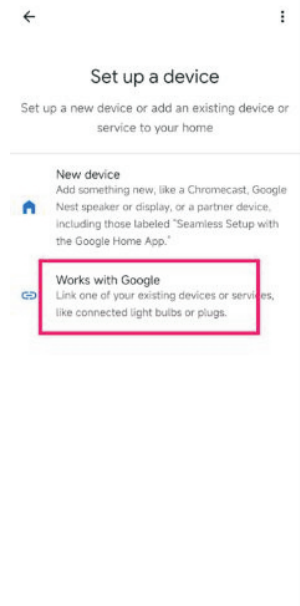 Set up a device
Set up a new device or add an existing device or
service to your home
New device
Add something new, like a Chromecast, Google
Nest speaker or display, or a partner device,
including those labeled "Seamless Setup with
the Google Home App."
Works with Google
Link one of your existing devices or services,
like connected light bulbs or plugs.